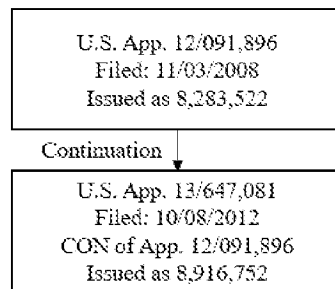 U.S. App. 12/091,896
Filed: 11/03/2008
Issued as 8,283,522
Continuation
U.S. App. 13/647,081
Filed: 10/08/2012
CON of App. 12/091,896
Issued as 8,916,752